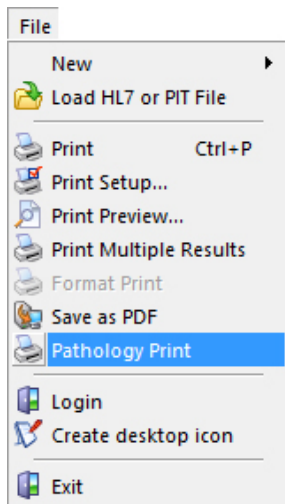 File
New
Load HL7 or PIT File
Print Ctrl+P
Print Setup...
Print Preview...
Print Multiple Results
Format Print
Save as PDF
Pathology Print
Login
Create desktop icon
Exit